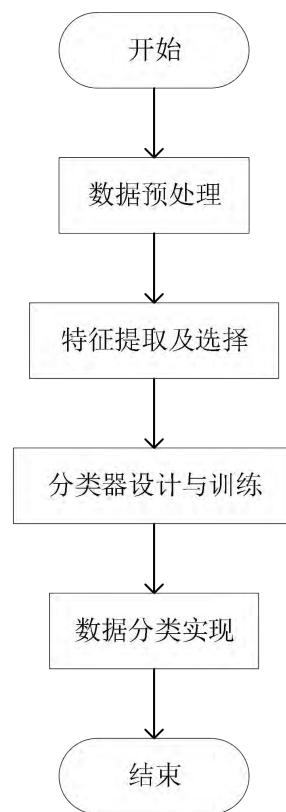 开始
数据预处理
特征提取及选择
分类器设计与训练
数据分类实现
结束